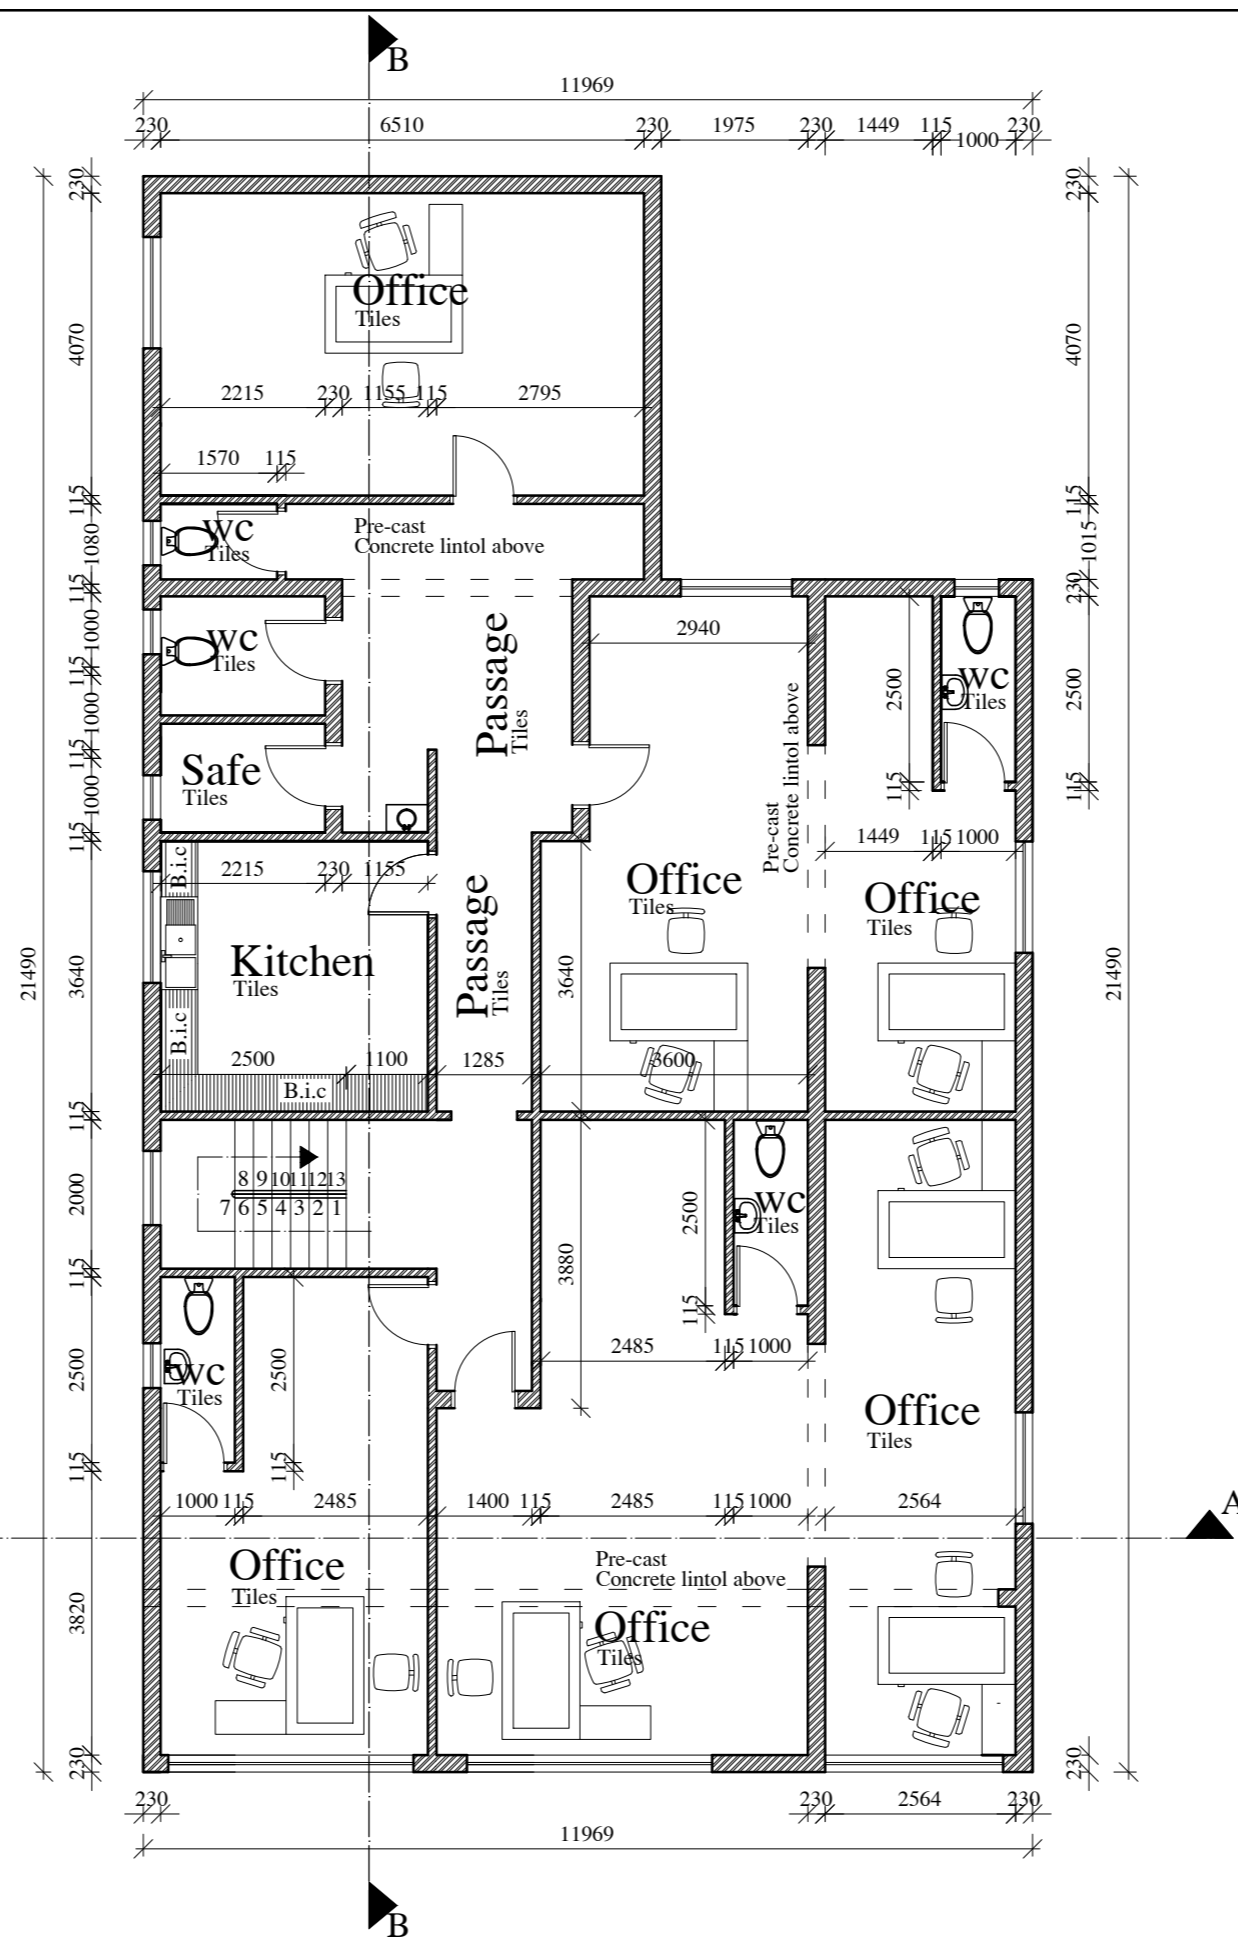 B
11969
230 6510 230 1975 230 1449 115 1000 230
230
4070
115
1080
115
1000
115
1000
115
1000
115
3640
115
2000
115
2500
115
3820
230
21490
230
4070
115
1015
230
2500
115
21490
230
Office
Tiles
2215 230 1155 115 2795
1570 115
wc
Tiles
Pre-cast
Concrete lintol above
wc
Tiles
Passage
Tiles
2940
2500
115
wc
Tiles
Safe
Tiles
Pre-cast
Concrete lintol above
1449 115 1000
B.i.c
2215 230 1155
Passage
Tiles
Office
Tiles
Office
Tiles
Kitchen
Tiles
3640
B.i.c
2500 1100 1285 3600
B.i.c
8 9 10 11 12 13
7 6 5 4 3 2 1
2500
115
wc
Tiles
3880
2485 115 1000
wc
Tiles
2500
115
Office
Tiles
1000 115 2485 1400 115 2485 115 1000 2564
A
Office
Tiles
Pre-cast
Concrete lintol above
Office
Tiles
230 230 2564 230
11969
B